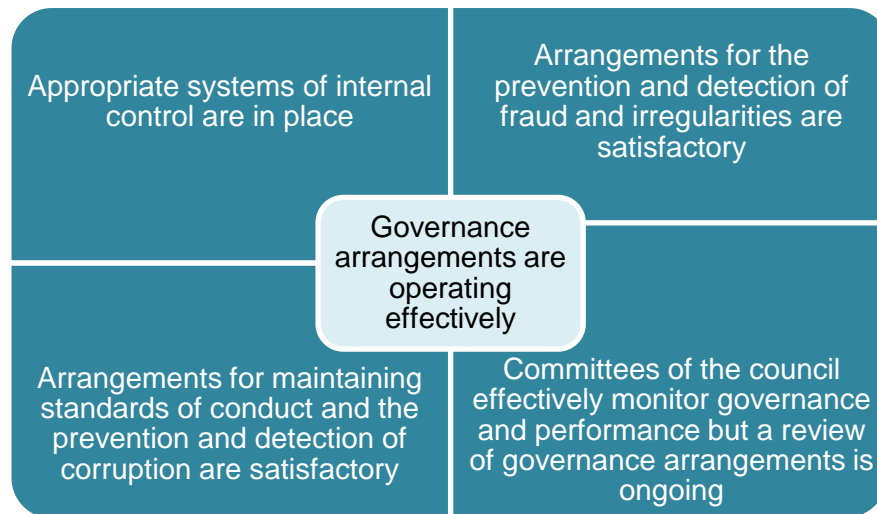 Appropriate systems of internal
control are in place
Arrangements for the
prevention and detection of
fraud and irregularities are
satisfactory
Governance
arrangements are
operating
effectively
Arrangements for maintaining
standards of conduct and the
prevention and detection of
corruption are satisfactory
Committees of the council
effectively monitor governance
and performance but a review
of governance arrangements is
ongoing